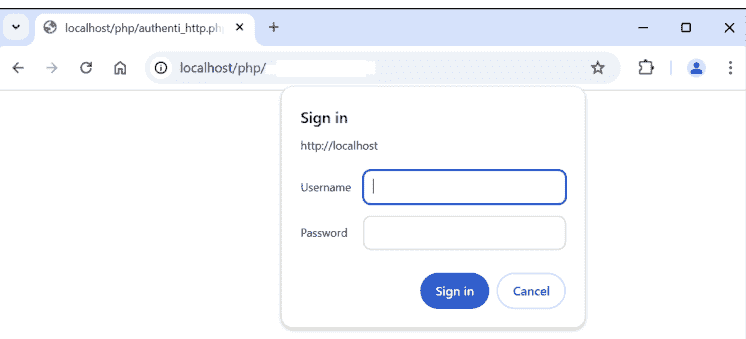 localhost/php/authenti_http.ph
localhost/php/
Sign in
http://localhost
Username
Password
Sign in Cancel